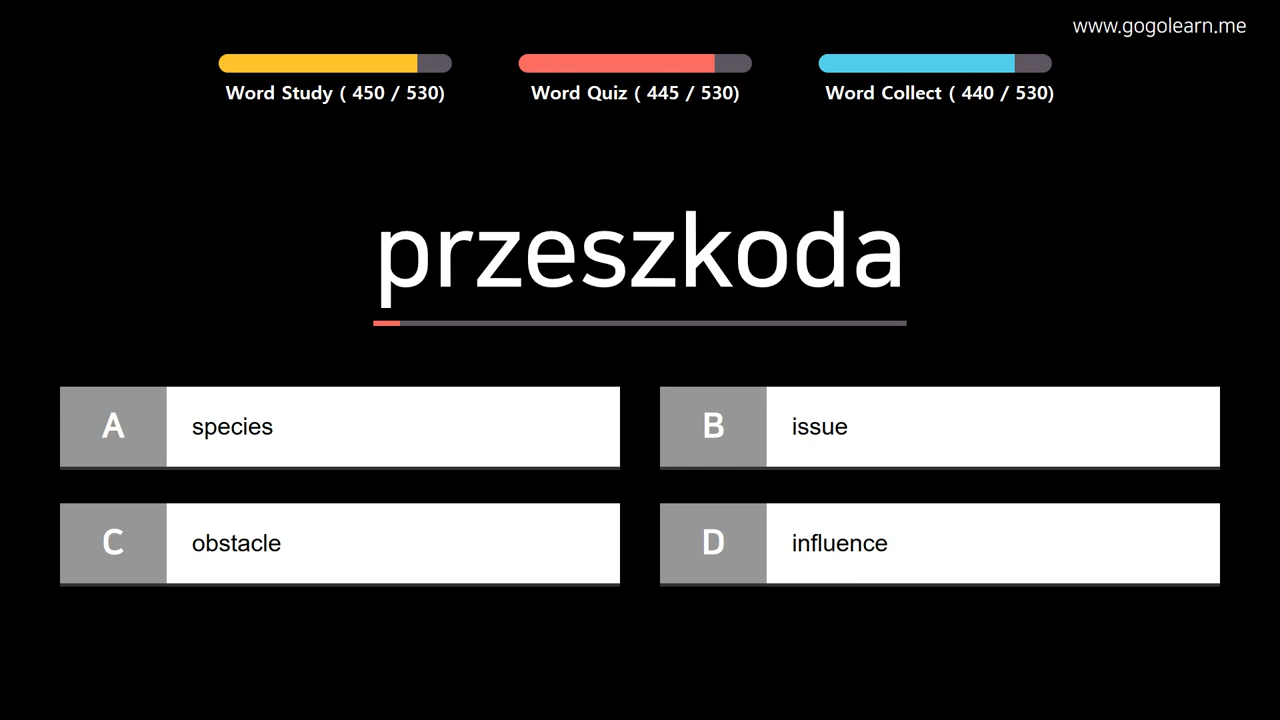 www.gogolearn.me
Word Study ( 450 / 530)
Word Quiz ( 445 / 530)
Word Collect ( 440 / 530)
przeszkoda
A species
B issue
C obstacle
D influence